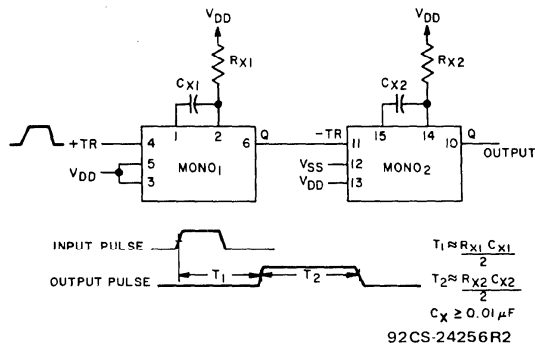 VDD VDD
RX1 RX2
CX1 CX2
1 2 15 14
+TR 4 6 Q -TR 11 10 Q OUTPUT
5 MONO1 VSS 12 MONO2
VDD 3 VDD 13
INPUT PULSE
T1 T2
OUTPUT PULSE
T1 ≈ RX1 CX1
2
T2 ≈ RX2 CX2
2
CX ≥ 0.01 µF
92CS-24256R2